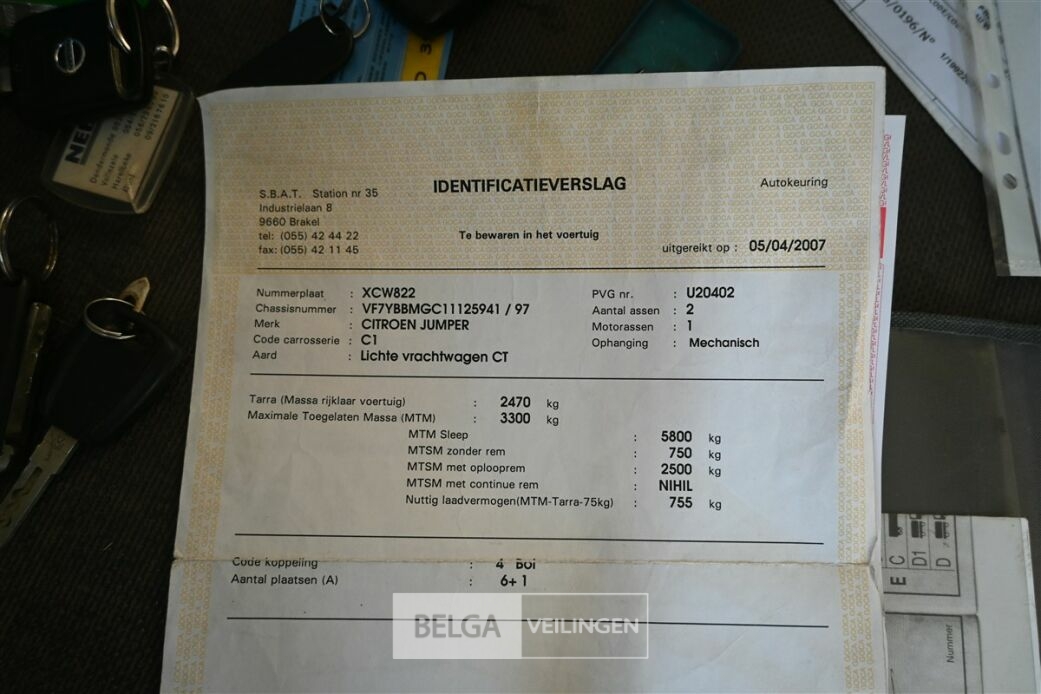 IDENTIFICATIEVERSLAG
Autokeuring
S.B.A.T. Station nr 35
Industrielaan 8
9660 Brakel
tel: (055) 42 44 22
fax: (055) 42 11 45
Te bewaren in het voertuig
uitgereikt op : 05/04/2007
Nummerplaat : XCW822
Chassisnummer : VF7YBBMGC11125941 / 97
Merk : CITROEN JUMPER
Code carrosserie : C1
Aard : Lichte vrachtwagen CT
PVG nr. : U20402
Aantal assen : 2
Motorassen : 1
Ophanging : Mechanisch
Tarra (Massa rijklaar voertuig) : 2470 kg
Maximale Toegelaten Massa (MTM) : 3300 kg
MTM Sleep : 5800 kg
MTSM zonder rem : 750 kg
MTSM met oplooprem : 2500 kg
MTSM met continue rem : NIHIL
Nuttig laadvermogen(MTM-Tarra-75kg) : 755 kg
Code koppeling : 4 Bol
Aantal plaatsen (A) : 6+ 1
BELGA VEILINGEN
E C
D1
D
Nummer